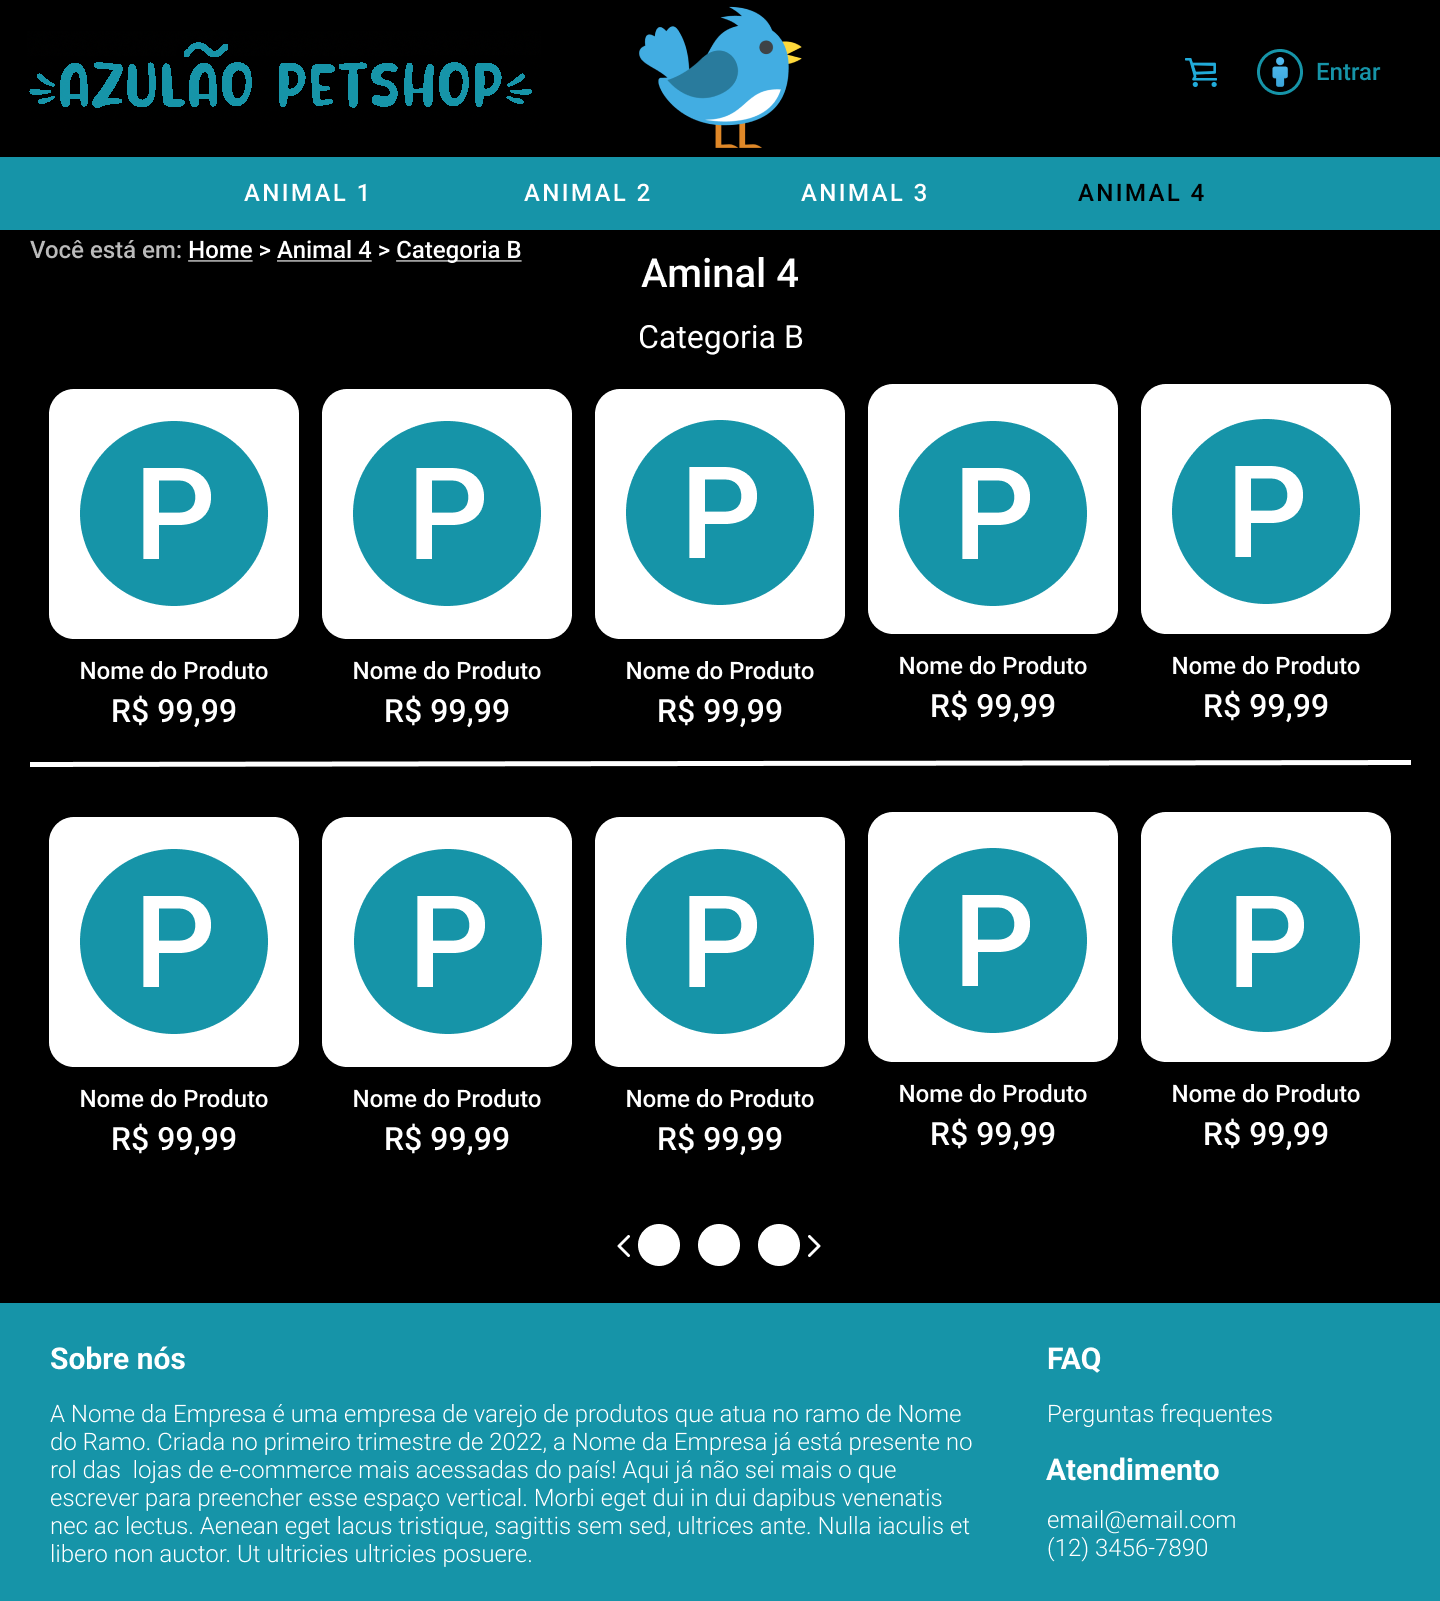 AZULÃO PETSHOP
Entrar
ANIMAL 1 ANIMAL 2 ANIMAL 3 ANIMAL 4
Você está em: Home > Animal 4 > Categoria B
Aminal 4
Categoria B
P P P P P
Nome do Produto Nome do Produto Nome do Produto Nome do Produto Nome do Produto
R$ 99,99 R$ 99,99 R$ 99,99 R$ 99,99 R$ 99,99
P P P P P
Nome do Produto Nome do Produto Nome do Produto Nome do Produto Nome do Produto
R$ 99,99 R$ 99,99 R$ 99,99 R$ 99,99 R$ 99,99
Sobre nós
A Nome da Empresa é uma empresa de varejo de produtos que atua no ramo de Nome
do Ramo. Criada no primeiro trimestre de 2022, a Nome da Empresa já está presente no
rol das  lojas de e-commerce mais acessadas do país! Aqui já não sei mais o que
escrever para preencher esse espaço vertical. Morbi eget dui in dui dapibus venenatis
nec ac lectus. Aenean eget lacus tristique, sagittis sem sed, ultrices ante. Nulla iaculis et
libero non auctor. Ut ultricies ultricies posuere.
FAQ
Perguntas frequentes
Atendimento
email@email.com
(12) 3456-7890